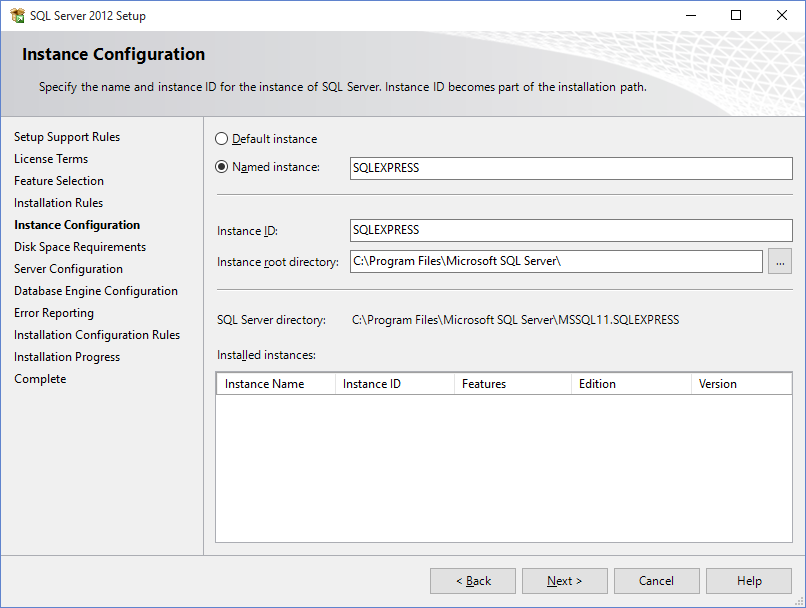 SQL Server 2012 Setup
Instance Configuration
Specify the name and instance ID for the instance of SQL Server. Instance ID becomes part of the installation path.
Setup Support Rules
License Terms
Feature Selection
Installation Rules
Instance Configuration
Disk Space Requirements
Server Configuration
Database Engine Configuration
Error Reporting
Installation Configuration Rules
Installation Progress
Complete
Default instance
Named instance: SQLEXPRESS
Instance ID: SQLEXPRESS
Instance root directory: C:\Program Files\Microsoft SQL Server\ ...
SQL Server directory: C:\Program Files\Microsoft SQL Server\MSSQL11.SQLEXPRESS
Installed instances:
Instance Name Instance ID Features Edition Version
< Back Next > Cancel Help